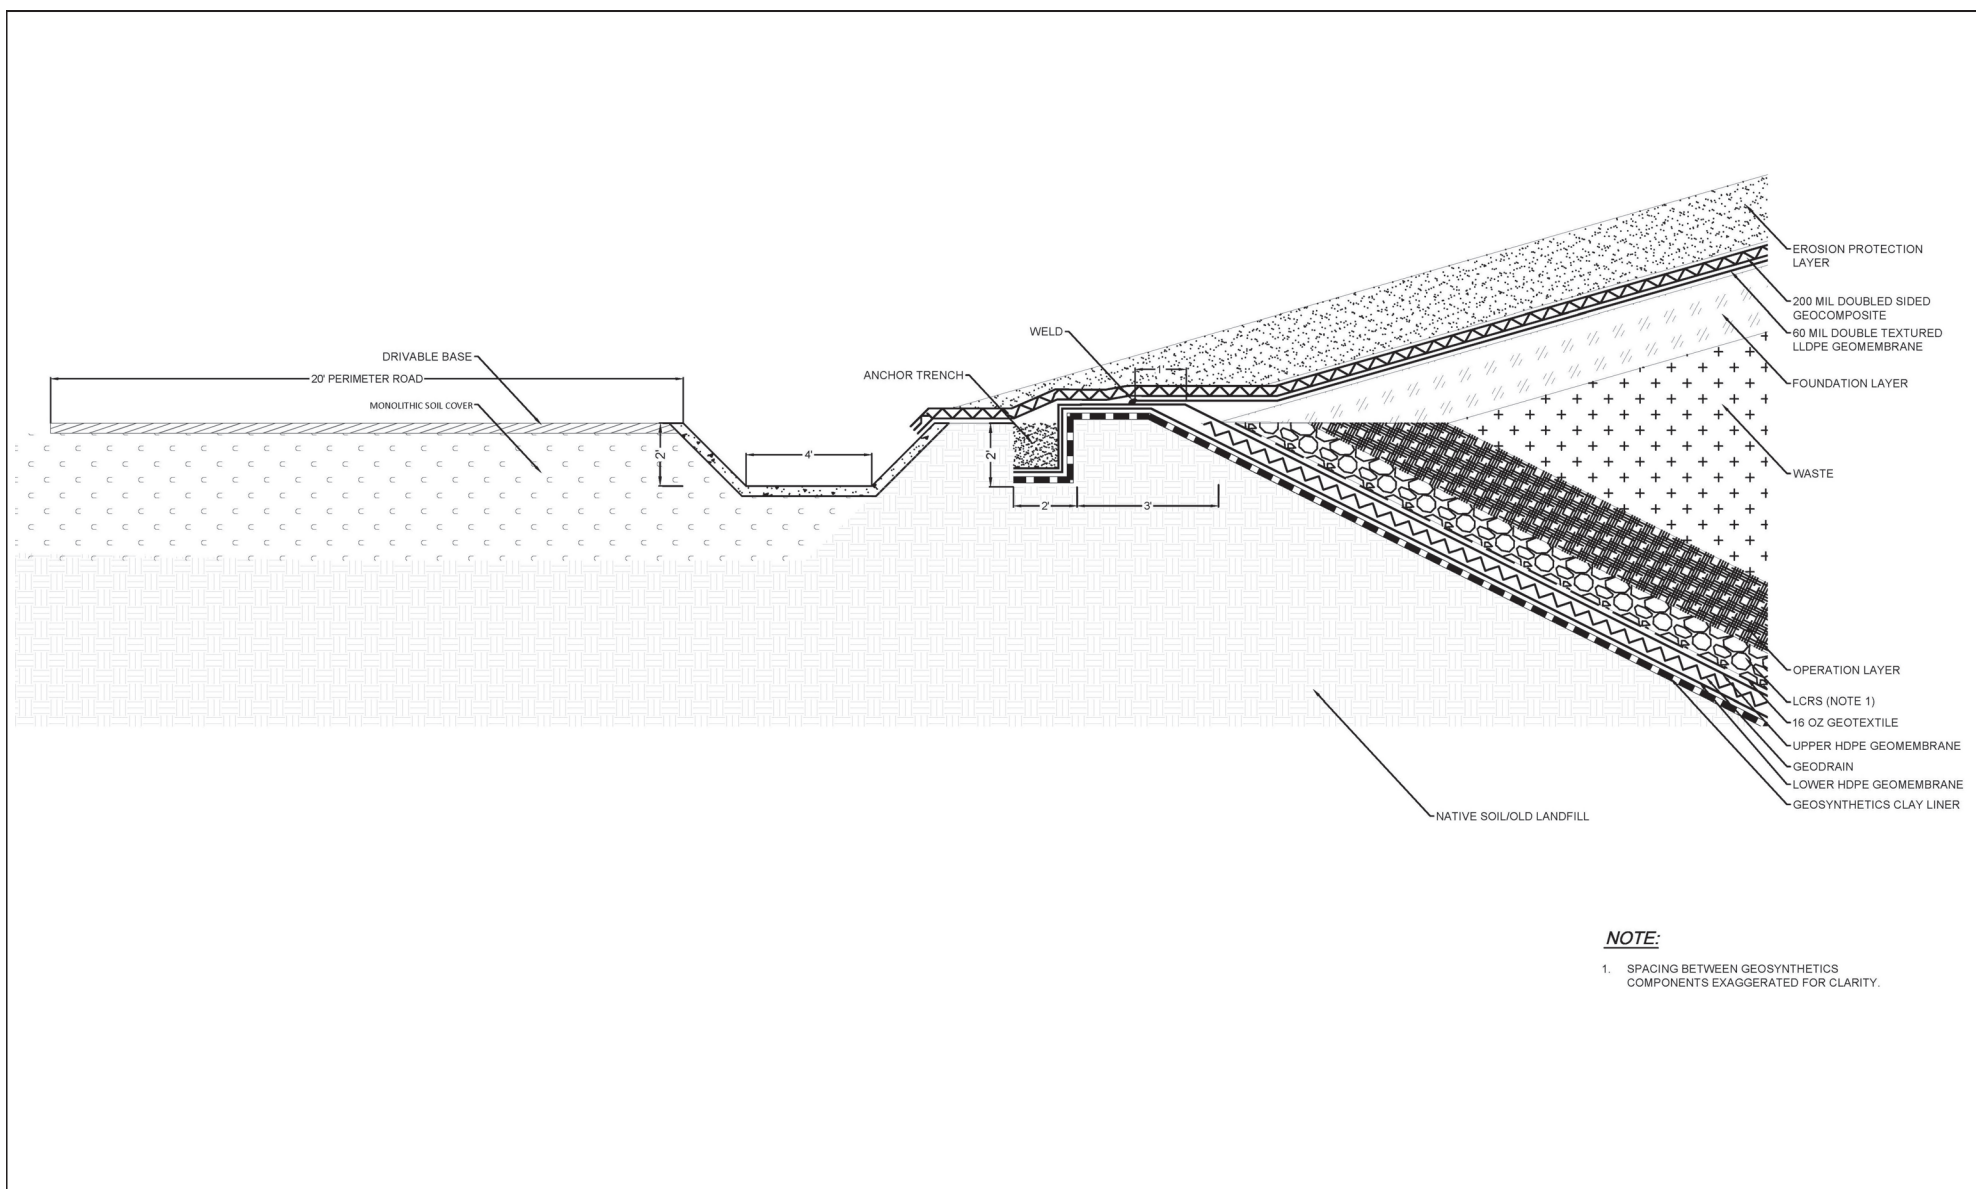 EROSION PROTECTION
LAYER
200 MIL DOUBLED SIDED
GEOCOMPOSITE
60 MIL DOUBLE TEXTURED
LLDPE GEOMEMBRANE
WELD
DRIVABLE BASE
ANCHOR TRENCH
20' PERIMETER ROAD
1'
FOUNDATION LAYER
MONOLITHIC SOIL COVER
2'
4'
2'
WASTE
2'
3'
OPERATION LAYER
LCRS (NOTE 1)
16 OZ GEOTEXTILE
UPPER HDPE GEOMEMBRANE
GEODRAIN
LOWER HDPE GEOMEMBRANE
GEOSYNTHETICS CLAY LINER
NATIVE SOIL/OLD LANDFILL
NOTE:
1. SPACING BETWEEN GEOSYNTHETICS
COMPONENTS EXAGGERATED FOR CLARITY.